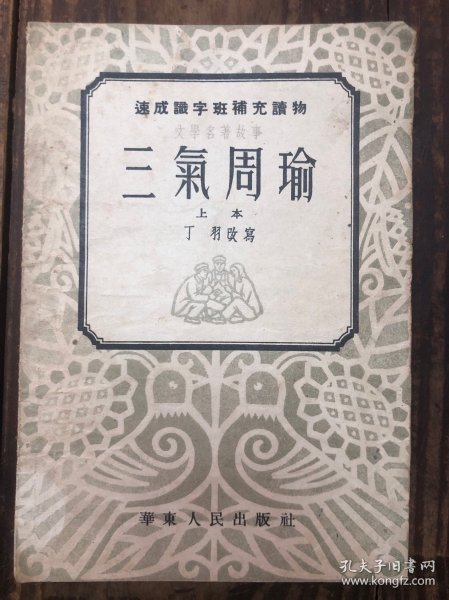 速成識字班補充讀物
文學名著故事
三氣周瑜
上本
丁羽改寫
華東人民出版社
孔夫子旧書网
www.kongfz.com